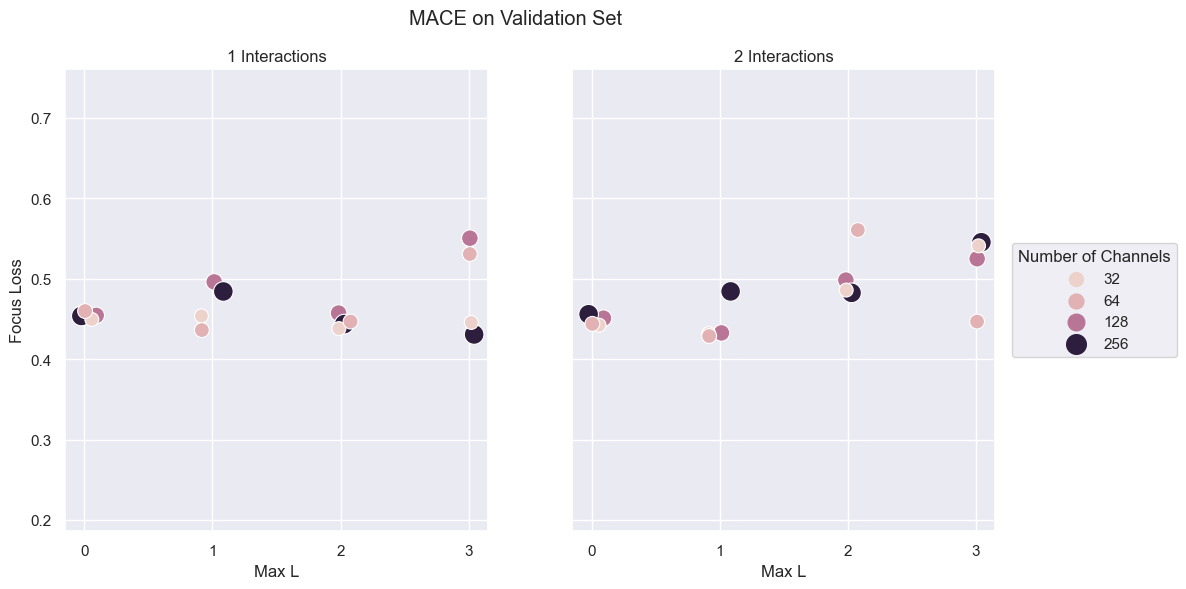 MACE on Validation Set
1 Interactions
2 Interactions
Focus Loss
0.7
0.6
0.5
0.4
0.3
0.2
0 1 2 3
Max L
0 1 2 3
Max L
Number of Channels
32
64
128
256